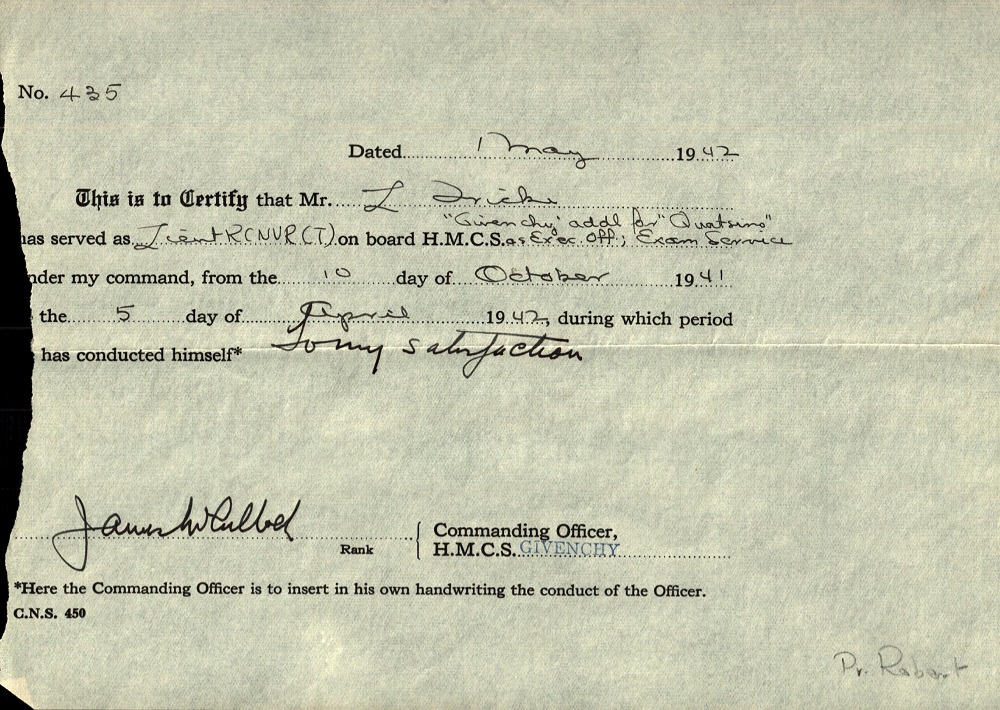 No. 435
Dated 1 May 1942
This is to Certify that Mr. L
"Givenchy" addl for "Quatsino"
has served as Lieut RCNVR (T) on board H.M.C.S. as Exec. Off; Exam Service
nder my command, from the 10 day of October 1941
the 5 day of April 1942, during which period
has conducted himself* To my satisfaction
James
Rank
Commanding Officer,
H.M.C.S. GIVENCHY
*Here the Commanding Officer is to insert in his own handwriting the conduct of the Officer.
C.N.S. 450
Pr. Robert